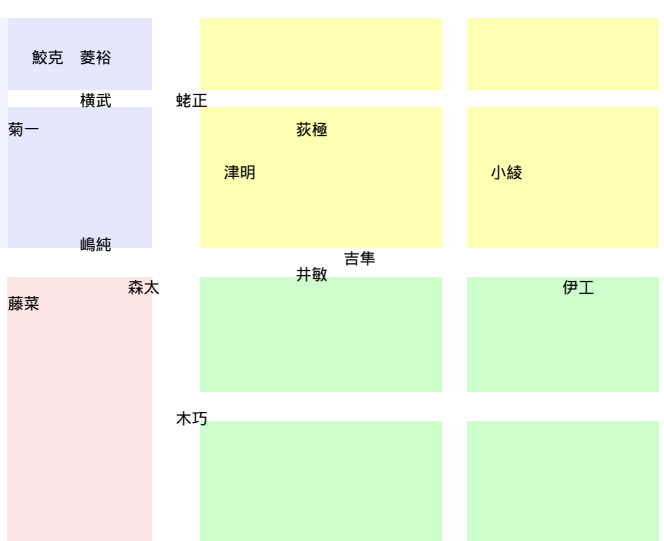 鮫克 菱裕
横武 蛯正
菊一 荻極
津明 小綾
嶋純
吉隼
井敏
森太 伊工
藤菜
木巧